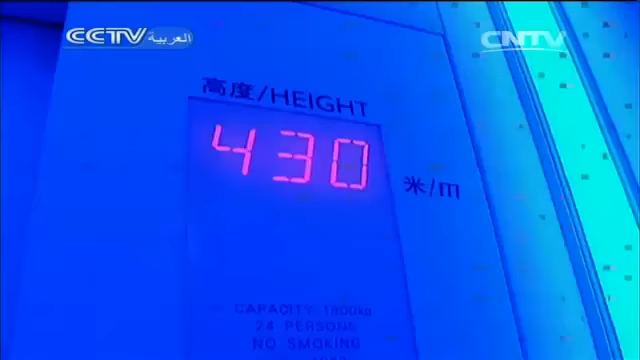 CCTV العربية
CNTV
高度/HEIGHT
430
米/m
CAPACITY 1800kg
24 PERSONS
NO SMOKING